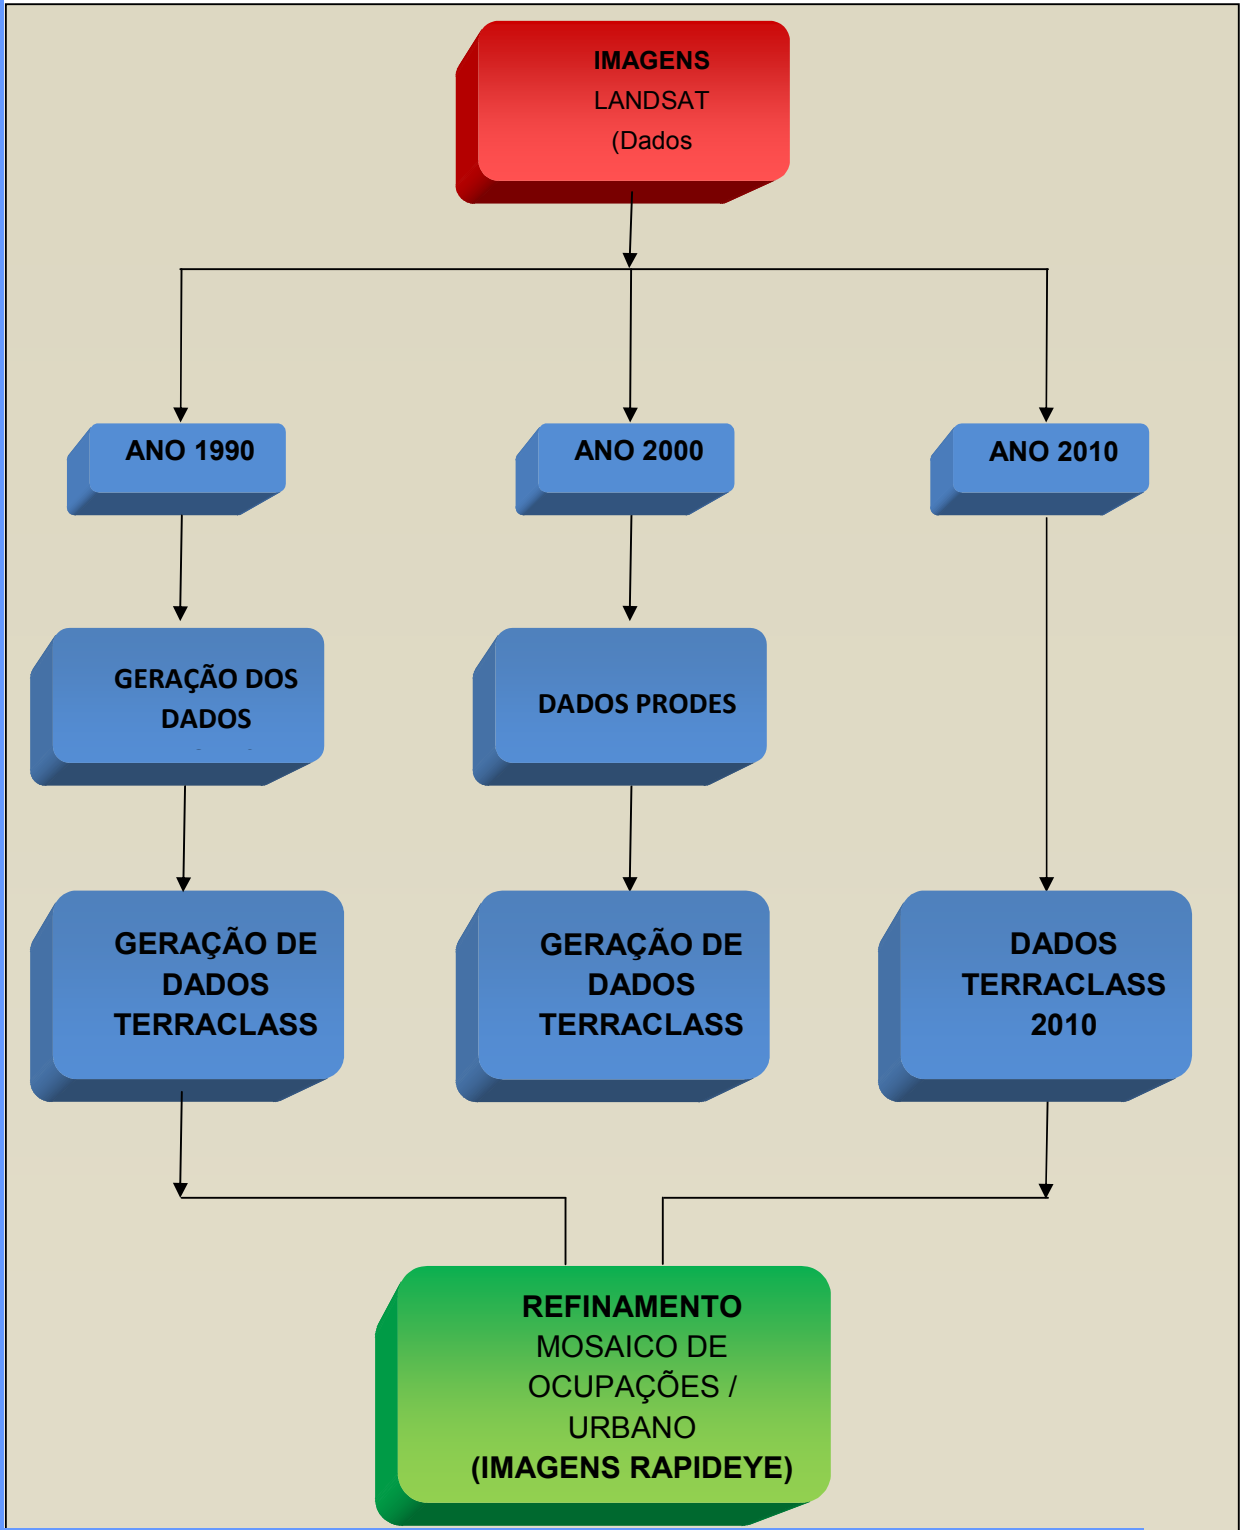 IMAGENS
LANDSAT
(Dados
ANO 1990
ANO 2000
ANO 2010
GERAÇÃO DOS
DADOS
DADOS PRODES
GERAÇÃO DE
DADOS
TERRACLASS
GERAÇÃO DE
DADOS
TERRACLASS
DADOS
TERRACLASS
2010
REFINAMENTO
MOSAICO DE
OCUPAÇÕES /
URBANO
(IMAGENS RAPIDEYE)